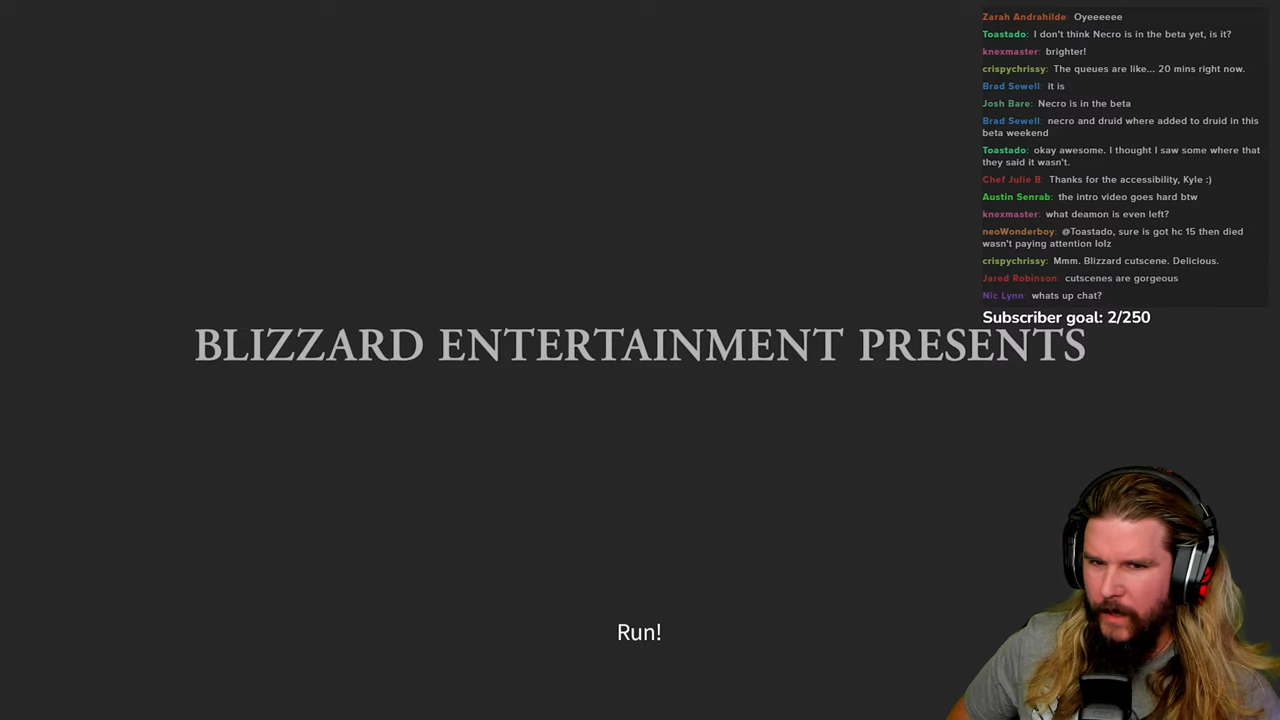 Zarah Andrahilde: Oyeeeeee
Toastado: I don't think Necro is in the beta yet, is it?
knexmaster: brighter!
crispychrissy: The queues are like... 20 mins right now.
Brad Sewell: it is
Josh Bare: Necro is in the beta
Brad Sewell: necro and druid where added to druid in this
beta weekend
Toastado: okay awesome. I thought I saw some where that
they said it wasn't.
Chef Julie B: Thanks for the accessibility, Kyle :)
Austin Senrab: the intro video goes hard btw
knexmaster: what deamon is even left?
neoWonderboy: @Toastado, sure is got hc 15 then died
wasn't paying attention lolz
crispychrissy: Mmm. Blizzard cutscene. Delicious.
Jared Robinson: cutscenes are gorgeous
Nic Lynn: whats up chat?
Subscriber goal: 2/250
BLIZZARD ENTERTAINMENT PRESENTS
Run!